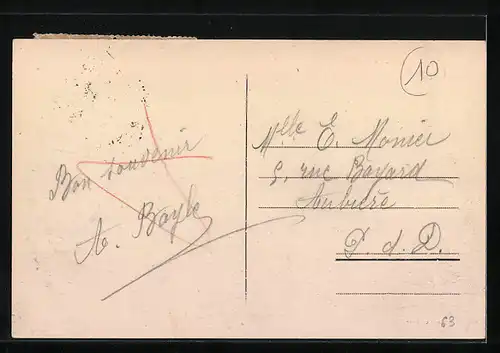 Bon souvenir
A. Bayle
10
Mlle E. Monier
5, rue Bayard
Aubière
P. d. D.
63